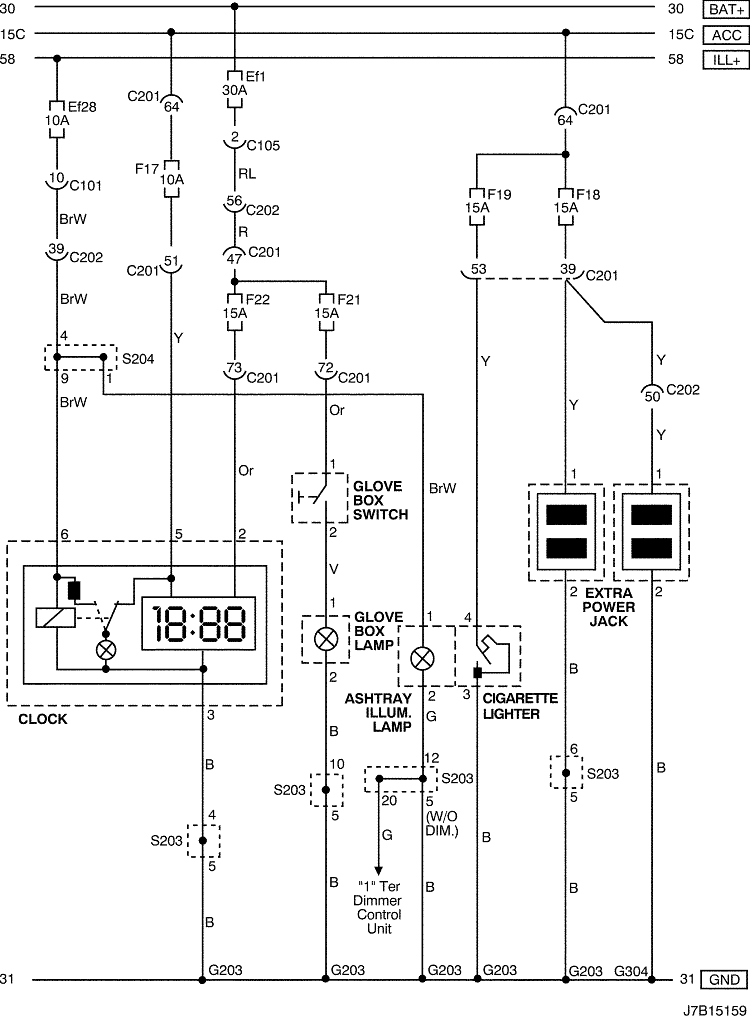 30 30 BAT+
15C 15C ACC
58 58 ILL+
Ef28
10A
C201
64
Ef1
30A
C201
64
10
C101
BrW
F17
10A
2
C105
RL
F19
15A
F18
15A
39
C202
BrW
C201
51
56
C202
R
C201
47
53
39
C201
4
S204
9
1
BrW
Y
F22
15A
F21
15A
73
C201
72
C201
Or
Y
Y
Y
50
C202
Y
Or
1
GLOVE
BOX
SWITCH
2
BrW
1
1
6
5
2
V
2
2
EXTRA
POWER
JACK
18:88
CLOCK
3
1
GLOVE
BOX
LAMP
2
1
4
ASHTRAY
ILLUM.
LAMP
2
G
3
CIGARETTE
LIGHTER
B
B
B
10
S203
5
12
S203
20
5
(W/O
DIM.)
G
6
S203
5
B
4
S203
5
B
B
"1" Ter
Dimmer
Control
Unit
B
B
B
31
G203
G203
G203
G203
G203
G304
31
GND
J7B15159